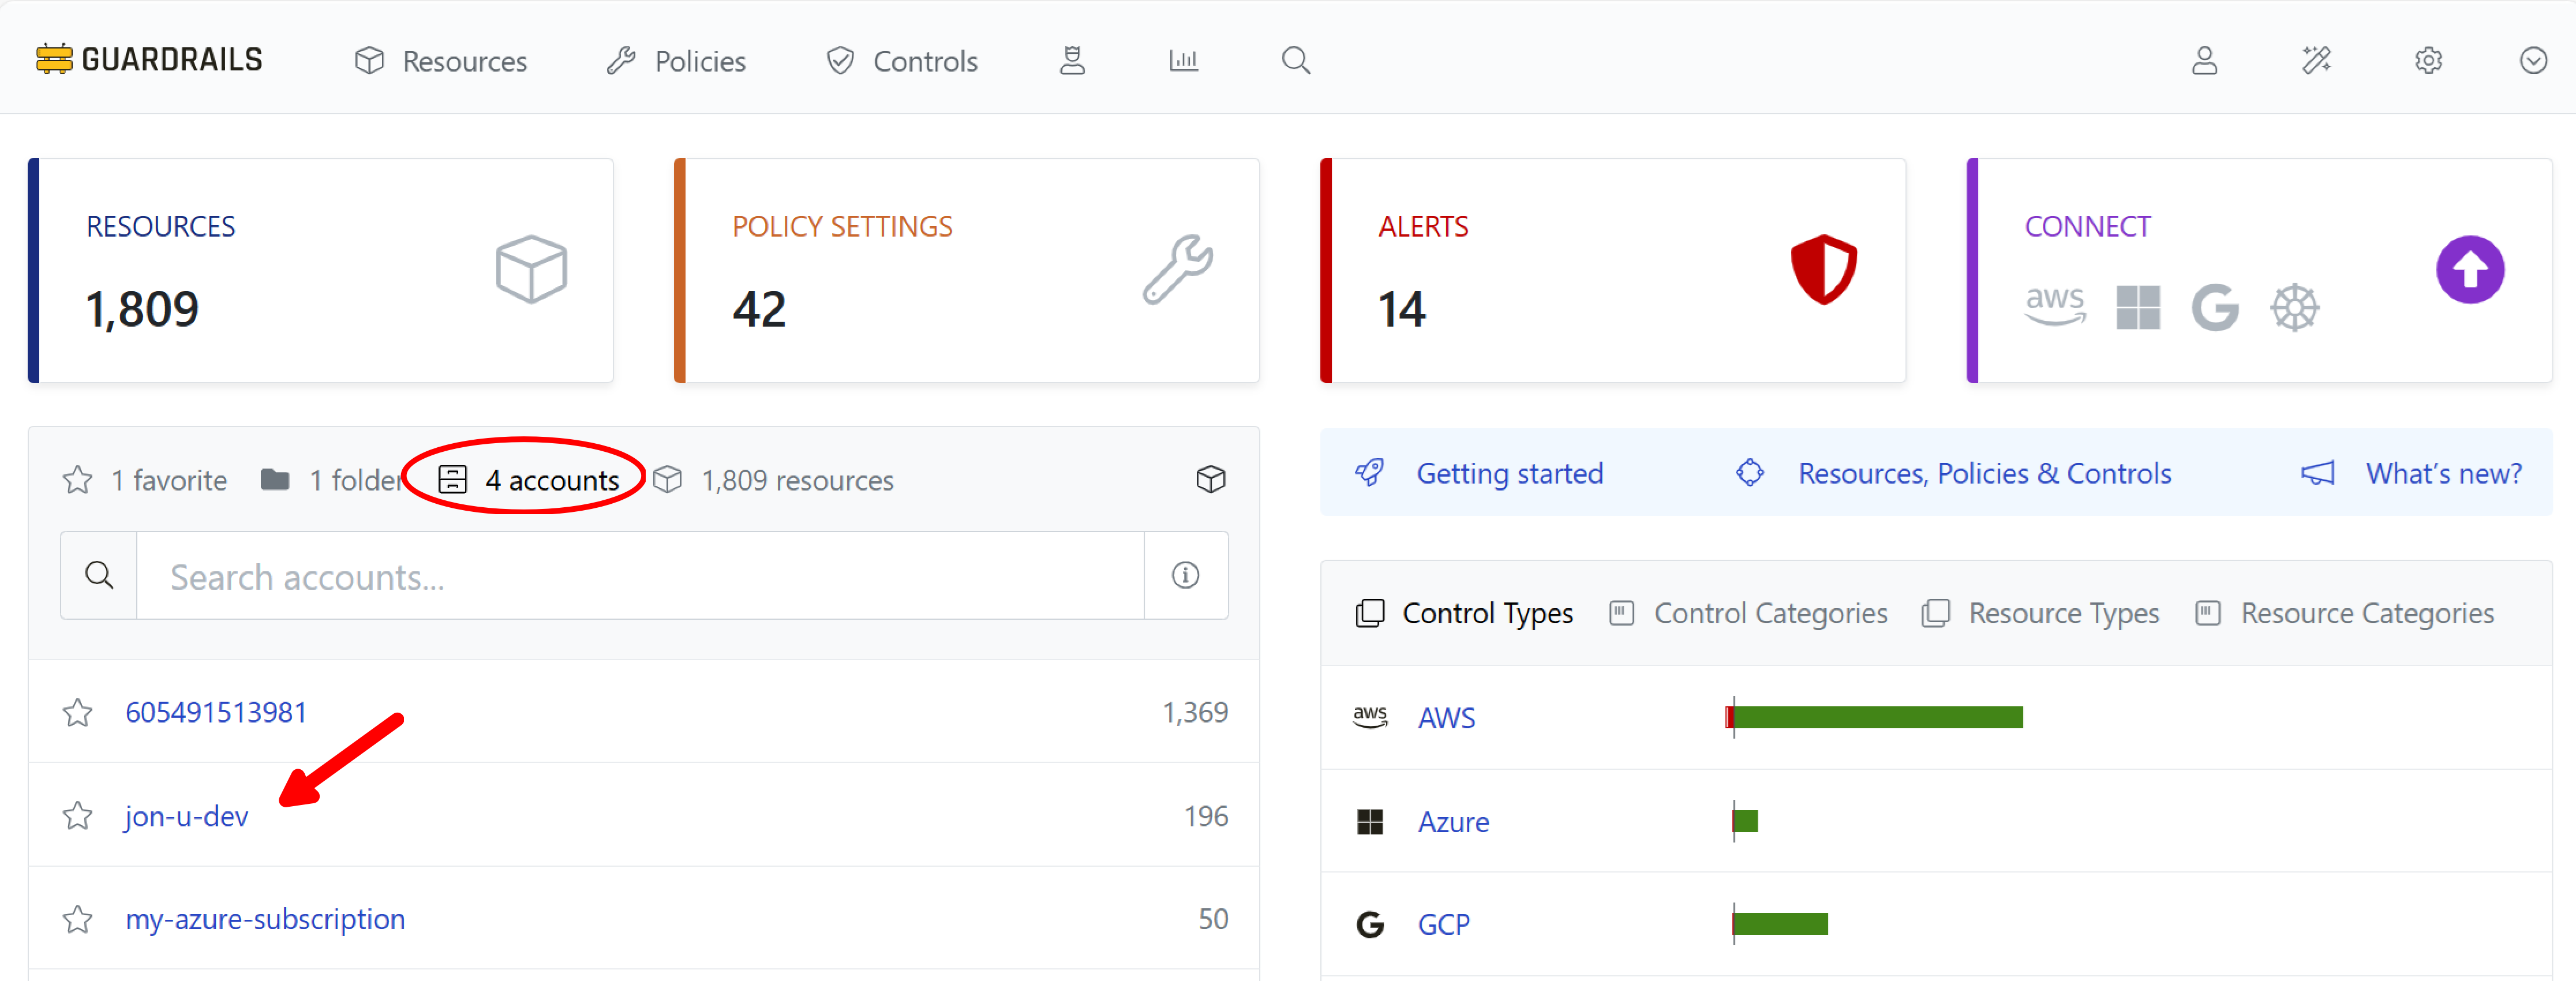 GUARDRAILS Resources Policies Controls
RESOURCES
1,809
POLICY SETTINGS
42
ALERTS
14
CONNECT
aws
1 favorite 1 folder 4 accounts 1,809 resources
Search accounts...
605491513981 1,369
jon-u-dev 196
my-azure-subscription 50
Getting started Resources, Policies & Controls What's new?
Control Types Control Categories Resource Types Resource Categories
aws AWS
Azure
GCP